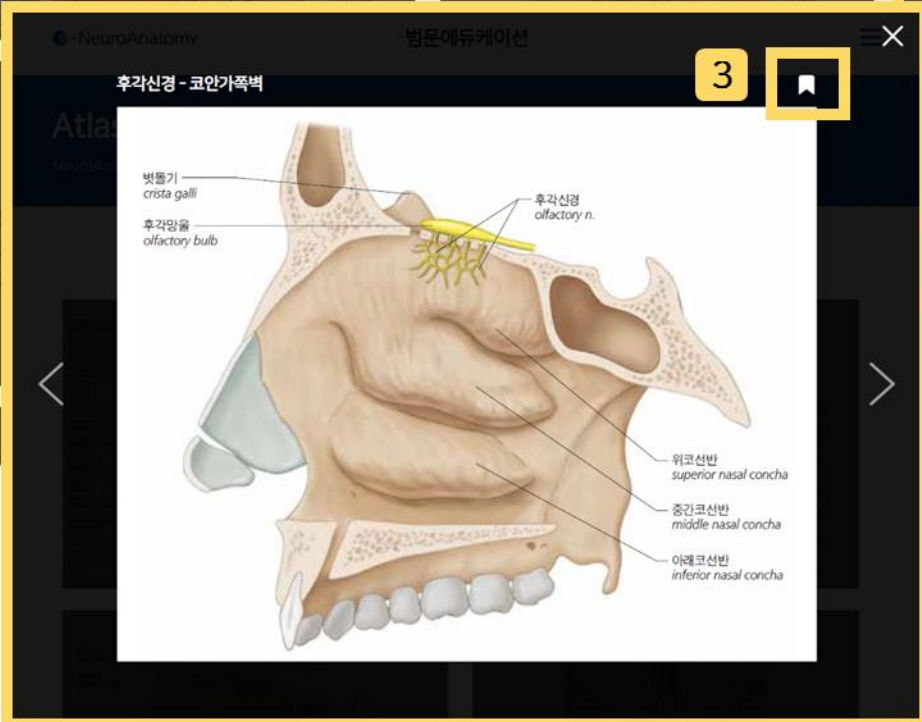 e-NeuroAnatomy
범문에듀케이션
3
후각신경 - 코안가쪽벽
Atlas
볏돌기
crista galli
후각신경
olfactory n.
후각망울
olfactory bulb
위코선반
superior nasal concha
중간코선반
middle nasal concha
아래코선반
inferior nasal concha